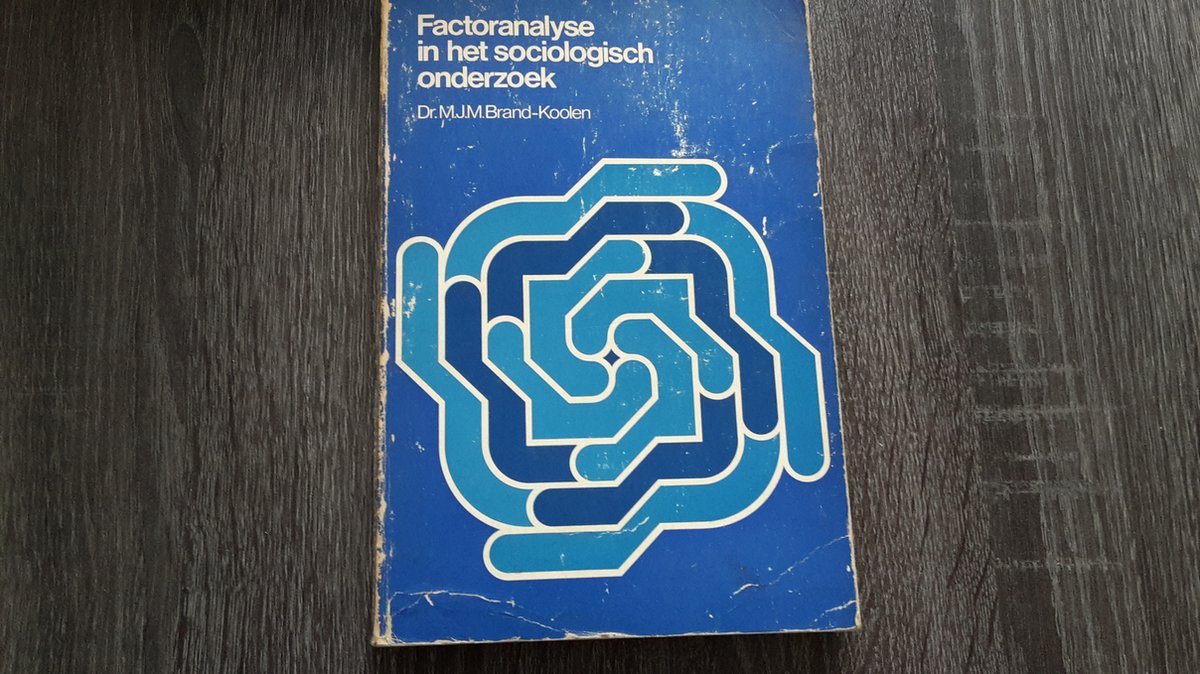 Factoranalyse
in het sociologisch
onderzoek
Dr. M.J.M. Brand-Koolen